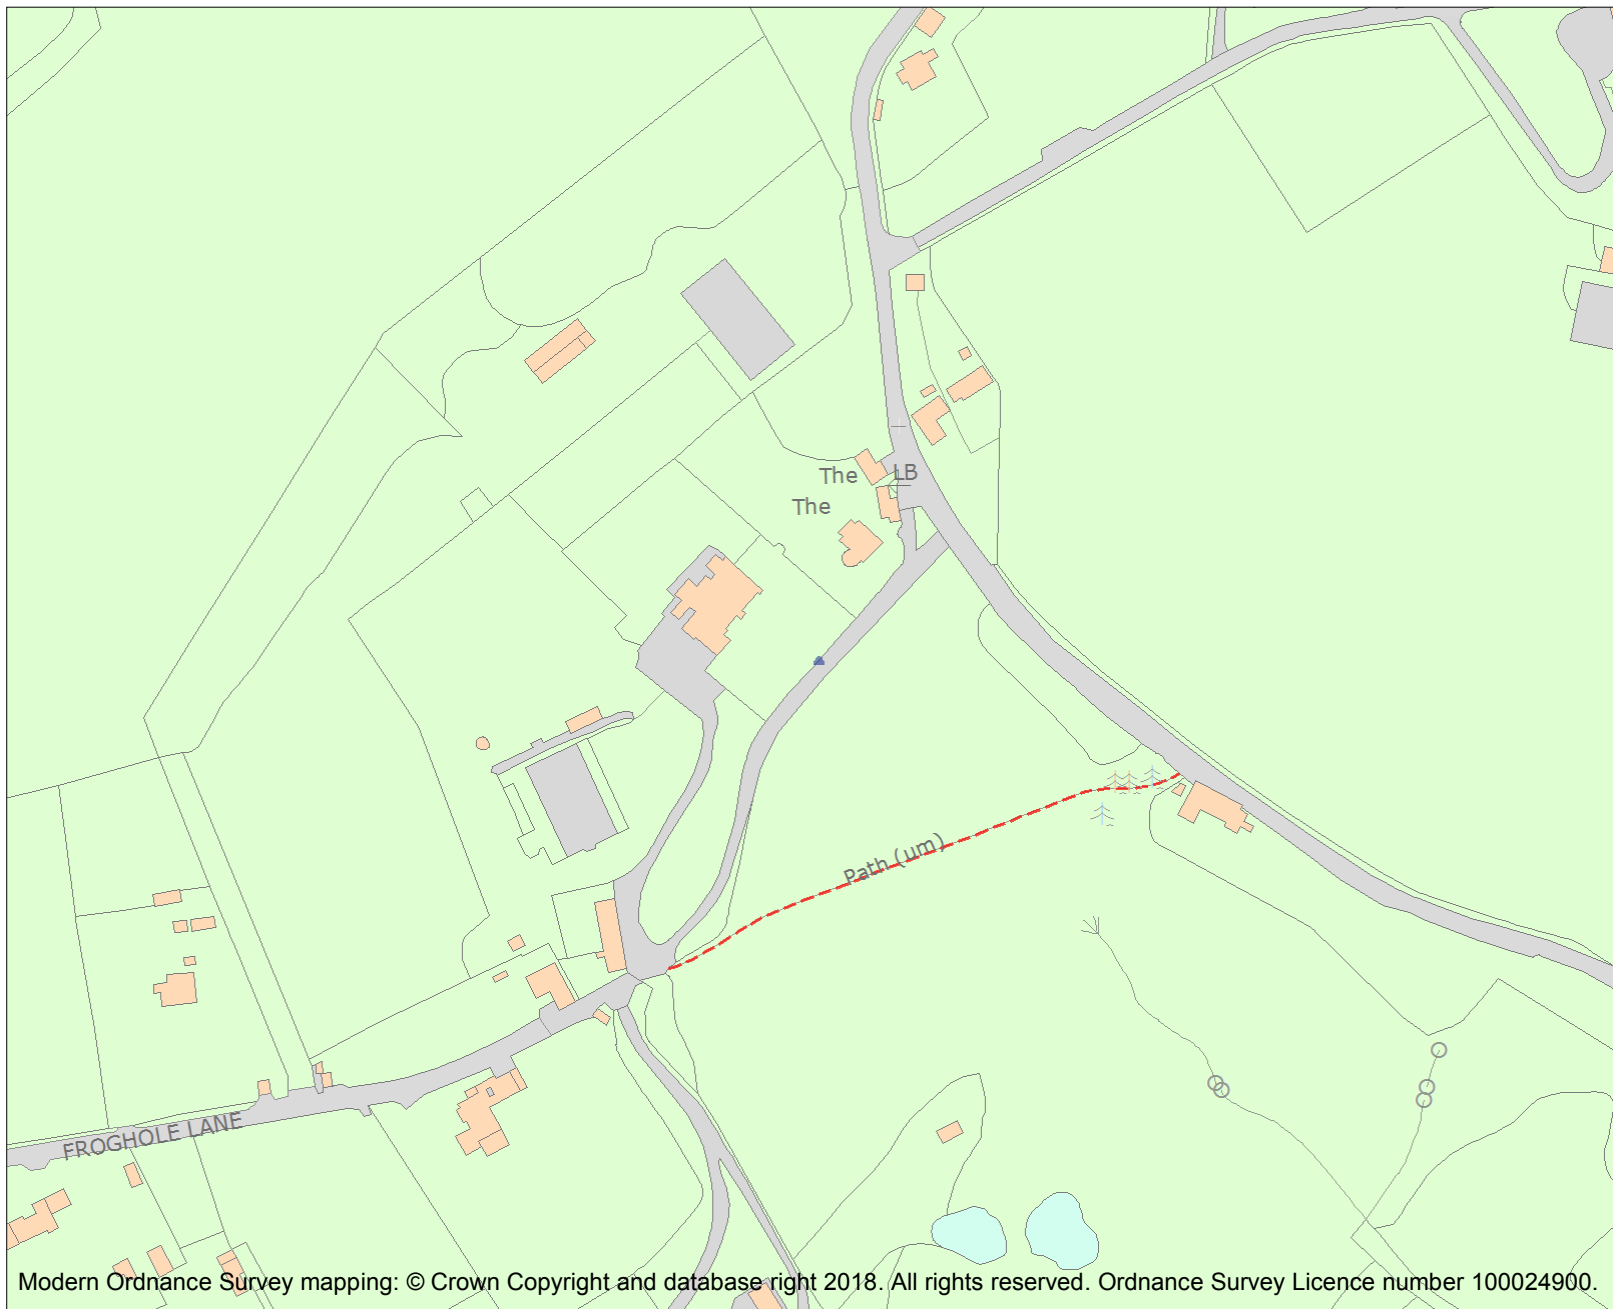 The
LB
The
Path (um)
FROGHOLE LANE
Modern Ordnance Survey mapping: © Crown Copyright and database right 2018. All rights reserved. Ordnance Survey Licence number 100024900.